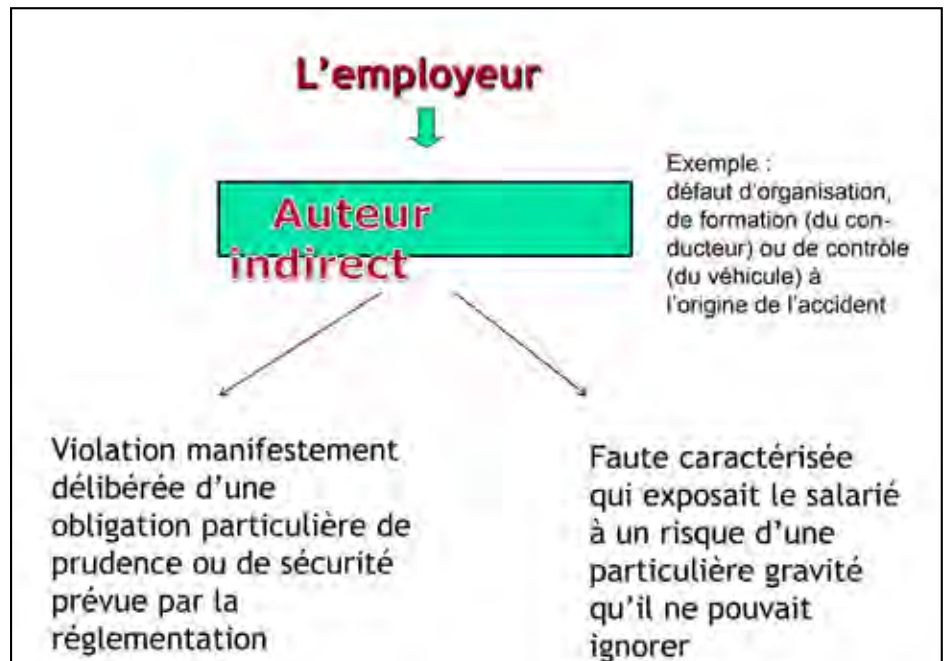 L'employeur
Auteur
indirect
Exemple :
défaut d'organisation,
de formation (du con-
ducteur) ou de contrôle
(du véhicule) à
l'origine de l'accident
Violation manifestement
délibérée d'une
obligation particulière de
prudence ou de sécurité
prévue par la
réglementation
Faute caractérisée
qui exposait le salarié
à un risque d'une
particulière gravité
qu'il ne pouvait
ignorer